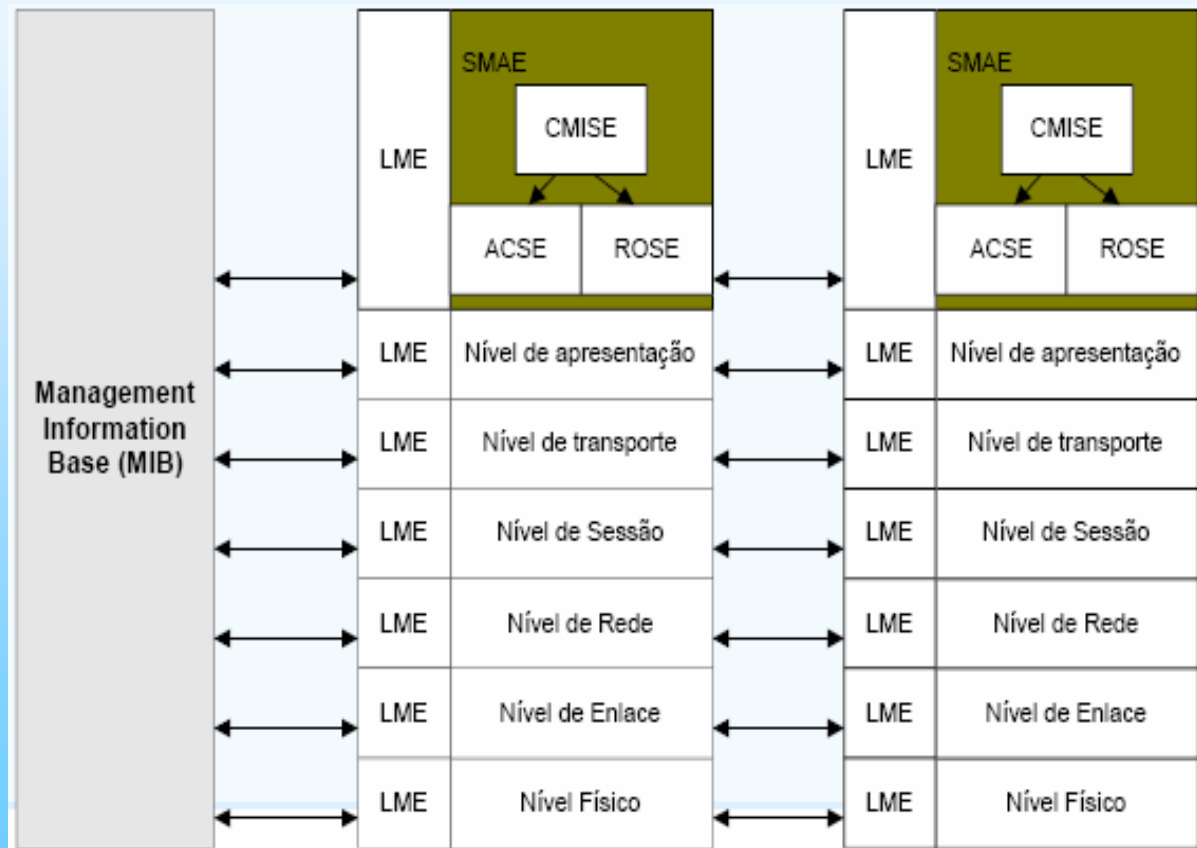 SMAE
CMISE
LME
ACSE
ROSE
LME
Nível de apresentação
LME
Nível de transporte
LME
Nível de Sessão
LME
Nível de Rede
LME
Nível de Enlace
LME
Nível Físico
Management
Information
Base (MIB)
SMAE
CMISE
LME
ACSE
ROSE
LME
Nível de apresentação
LME
Nível de transporte
LME
Nível de Sessão
LME
Nível de Rede
LME
Nível de Enlace
LME
Nível Físico